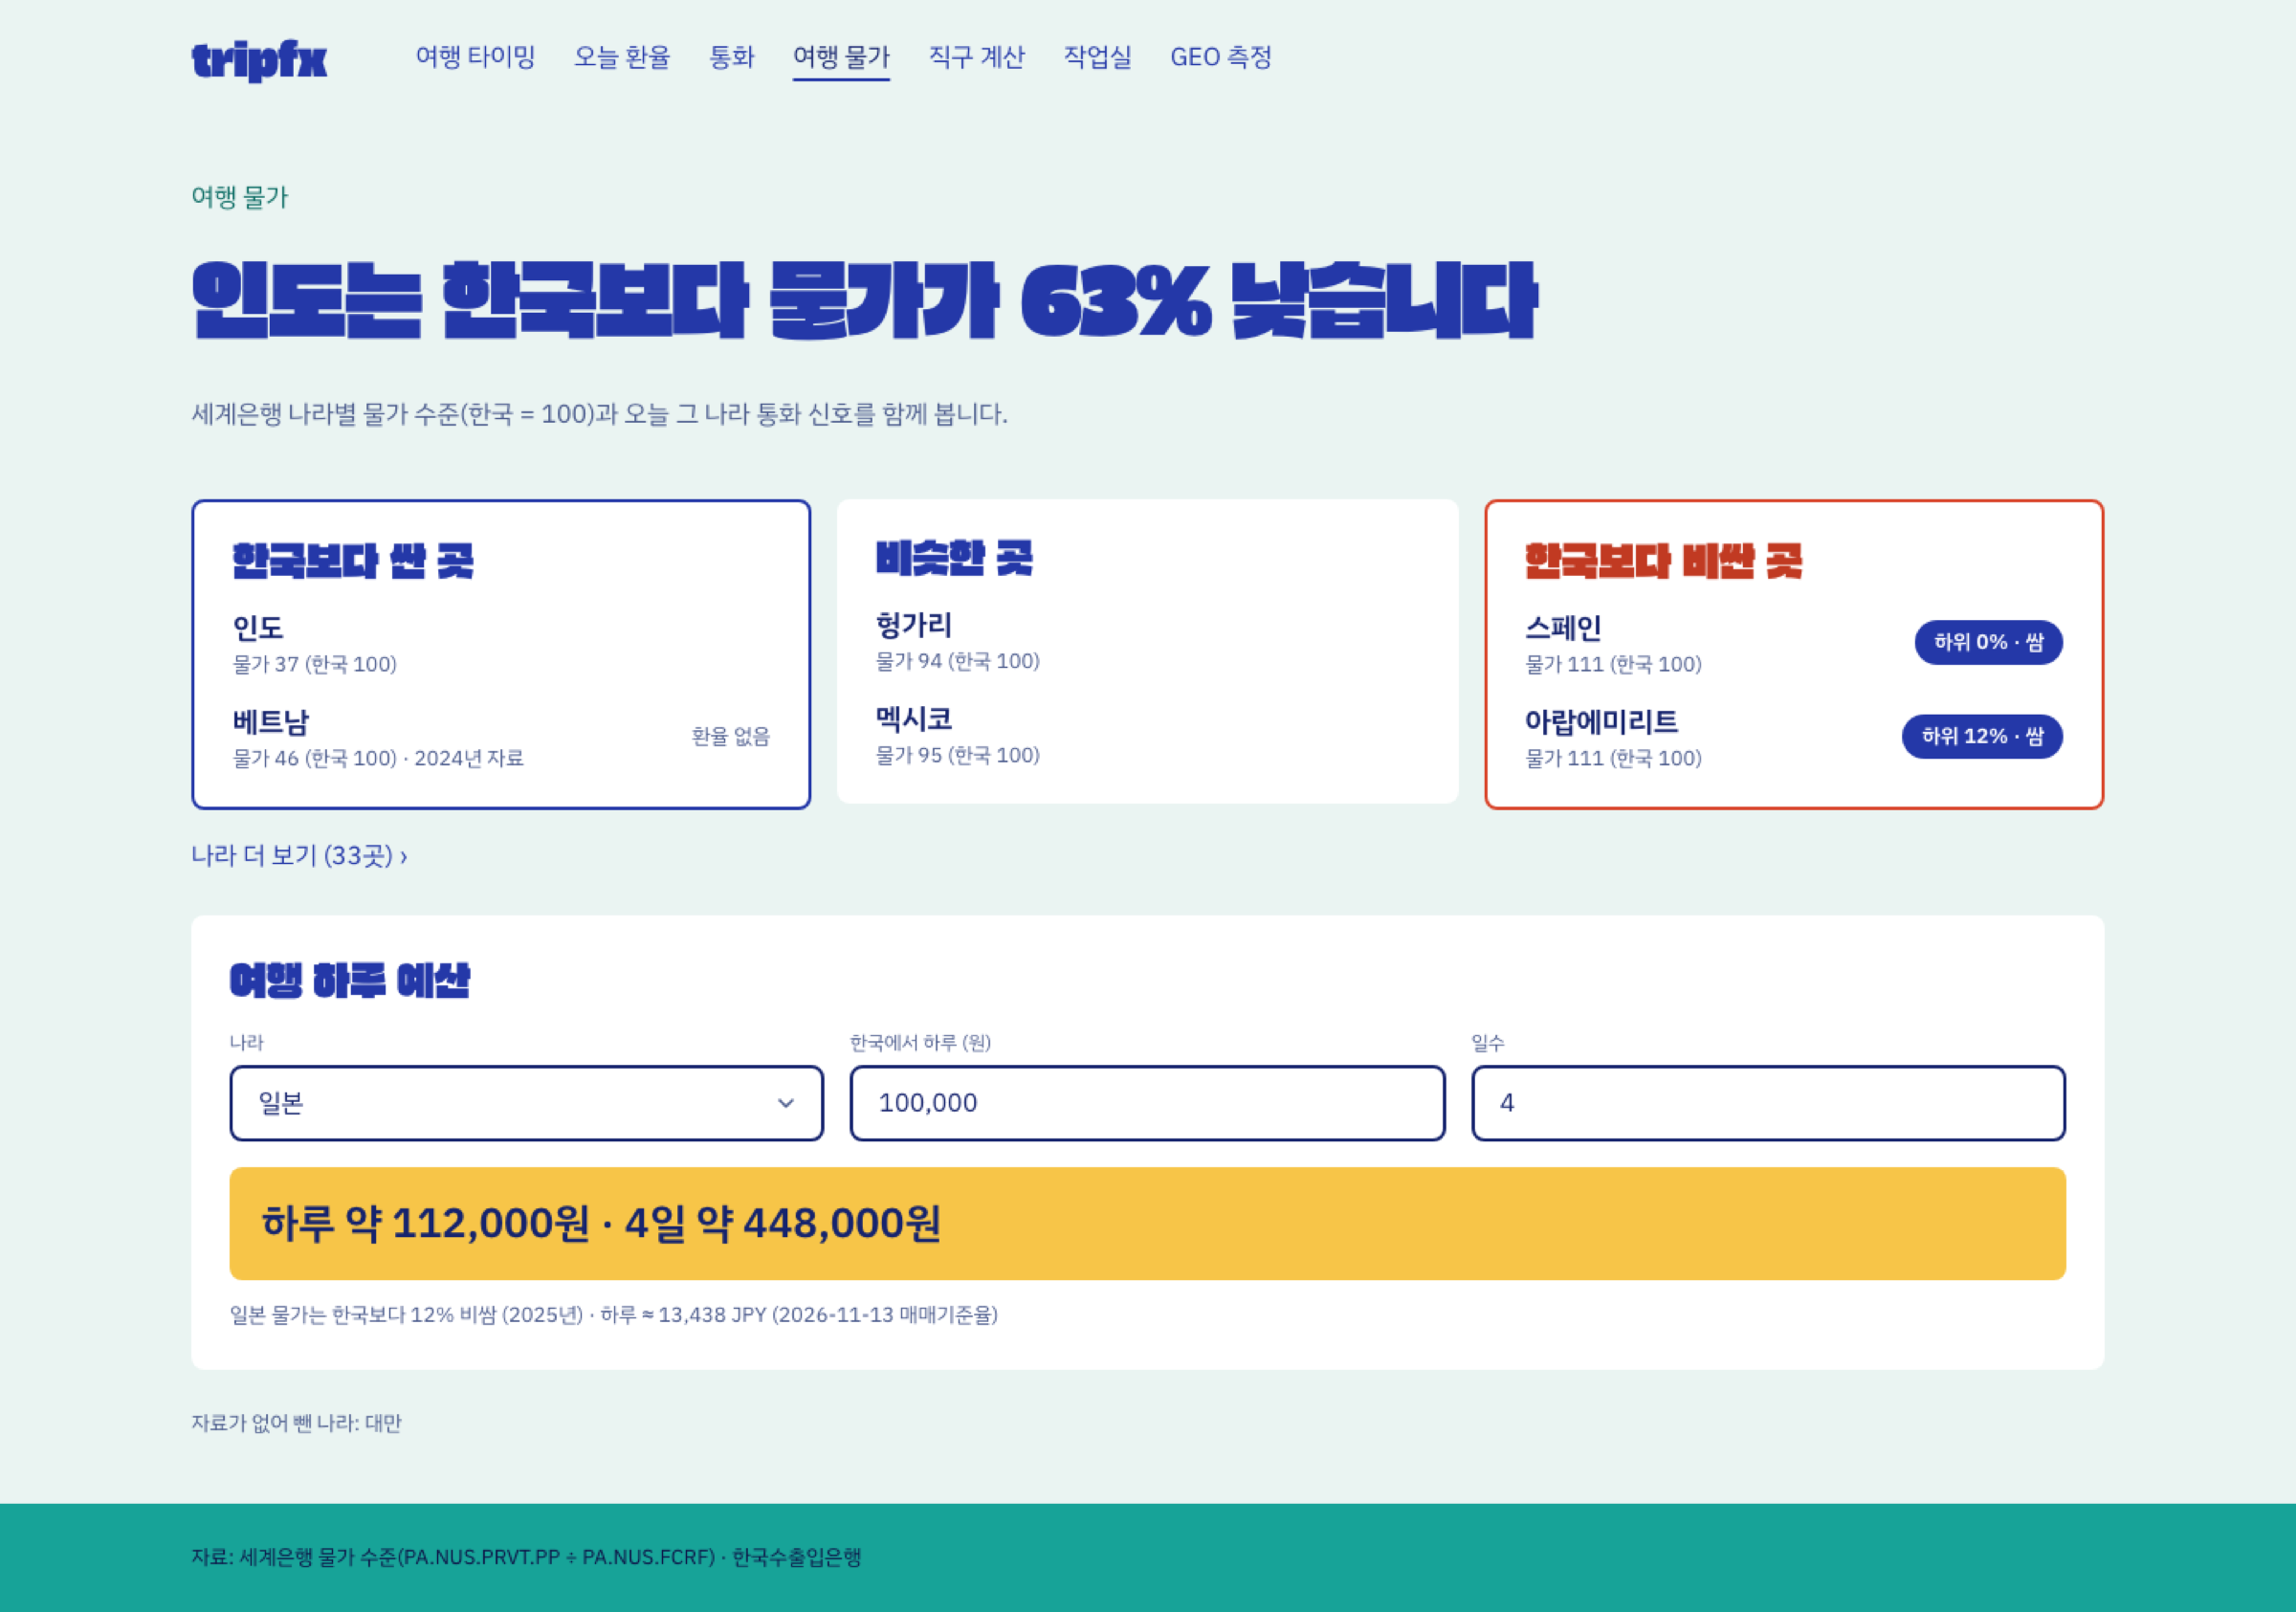 tripfx
여행 타이밍
오늘 환율
통화
여행 물가
직구 계산
작업실
GEO 측정
여행 물가
인도는 한국보다 물가가 63% 낮습니다
세계은행 나라별 물가 수준(한국 = 100)과 오늘 그 나라 통화 신호를 함께 봅니다.
한국보다 싼 곳
인도
물가 37 (한국 100)
베트남
물가 46 (한국 100) · 2024년 자료
환율 없음
비슷한 곳
헝가리
물가 94 (한국 100)
멕시코
물가 95 (한국 100)
한국보다 비싼 곳
스페인
물가 111 (한국 100)
하위 0% · 쌈
아랍에미리트
물가 111 (한국 100)
하위 12% · 쌈
나라 더 보기 (33곳) ›
여행 하루 예산
나라
일본
한국에서 하루 (원)
100,000
일수
4
하루 약 112,000원 · 4일 약 448,000원
일본 물가는 한국보다 12% 비쌈 (2025년) · 하루 ≈ 13,438 JPY (2026-11-13 매매기준율)
자료가 없어 뺀 나라: 대만
자료: 세계은행 물가 수준(PA.NUS.PRVT.PP ÷ PA.NUS.FCRF) · 한국수출입은행